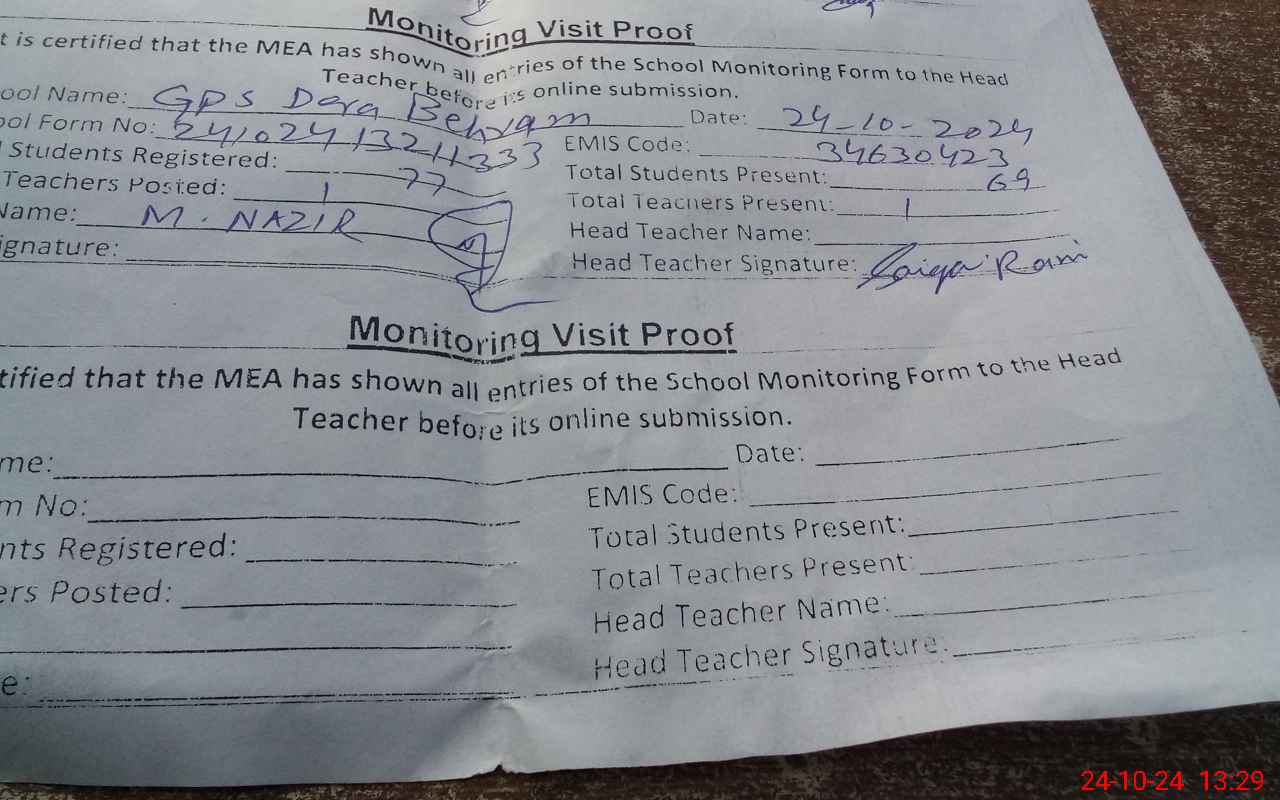 Monitoring Visit Proof
t is certified that the MEA has shown all entries of the School Monitoring Form to the Head
Teacher before its online submission.
ool Name: GPS Dera Behram Date: 24-10-2024
ool Form No: 24102413211333 EMIS Code: 34630423
l Students Registered: 77 Total Students Present: 69
Teachers Posted: 1 Total Teachers Present: 1
Name: M. NAZIR Head Teacher Name:
ignature: Head Teacher Signature:
Monitoring Visit Proof
tified that the MEA has shown all entries of the School Monitoring Form to the Head
Teacher before its online submission.
me: Date:
m No: EMIS Code:
nts Registered: Total Students Present:
ers Posted: Total Teachers Present:
Head Teacher Name:
e: Head Teacher Signature:
24-10-24 13:29